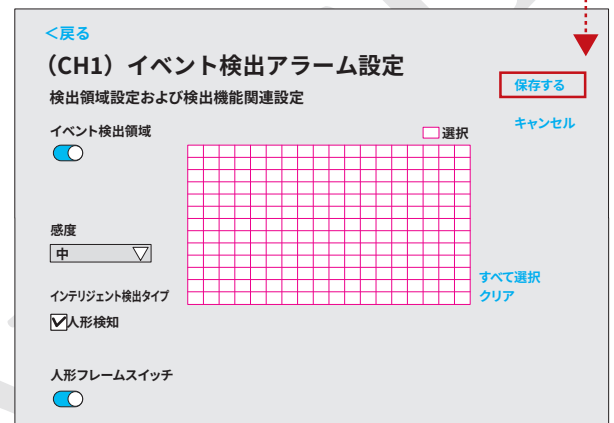 <戻る
（CH1）イベント検出アラーム設定
保存する
検出領域設定および検出機能関連設定
キャンセル
イベント検出領域
選択
感度
中
すべて選択
インテリジェント検出タイプ
クリア
人形検知
人形フレームスイッチ